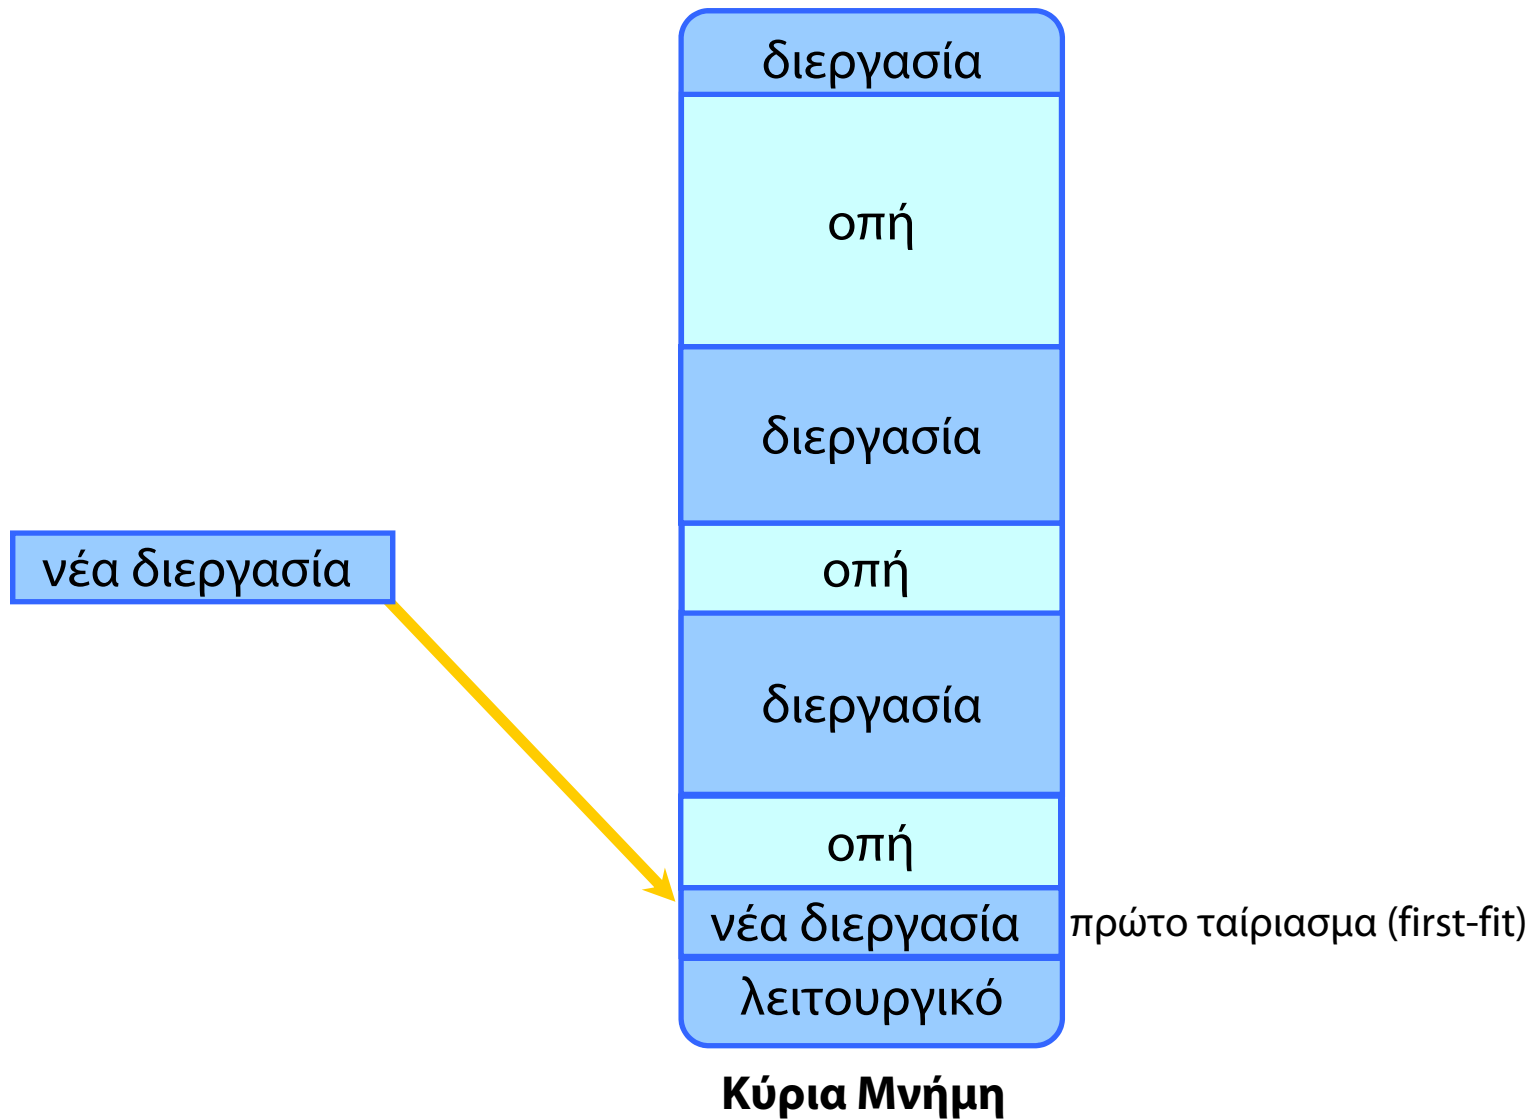 διεργασία
οπή
διεργασία
οπή
νέα διεργασία
διεργασία
οπή
νέα διεργασία
πρώτο ταίριασμα (first-fit)
λειτουργικό
Κύρια Μνήμη